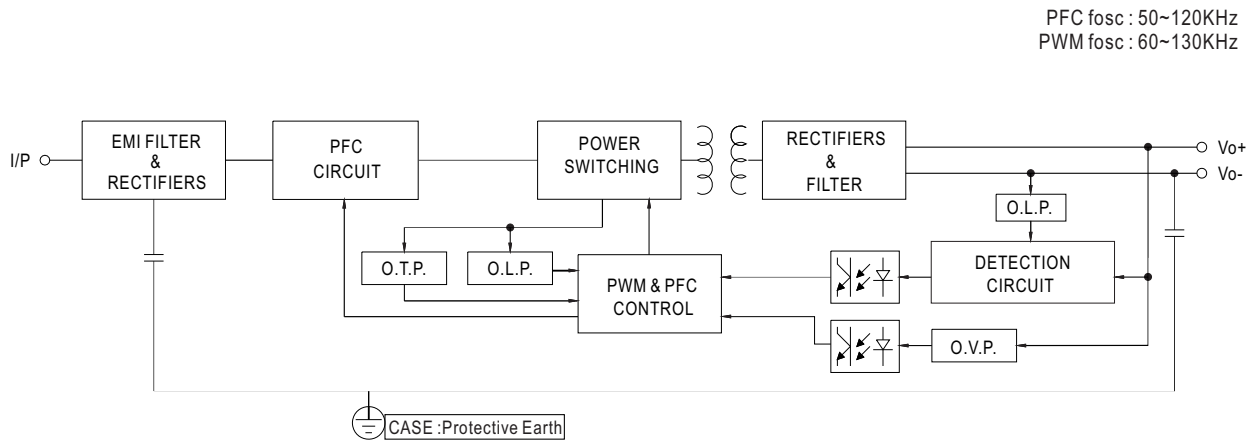 PFC fosc : 50~120KHz
PWM fosc : 60~130KHz
I/P
EMI FILTER
&
RECTIFIERS
PFC
CIRCUIT
POWER
SWITCHING
RECTIFIERS
&
FILTER
Vo+
Vo-
O.L.P.
O.T.P.
O.L.P.
PWM & PFC
CONTROL
DETECTION
CIRCUIT
O.V.P.
CASE :Protective Earth